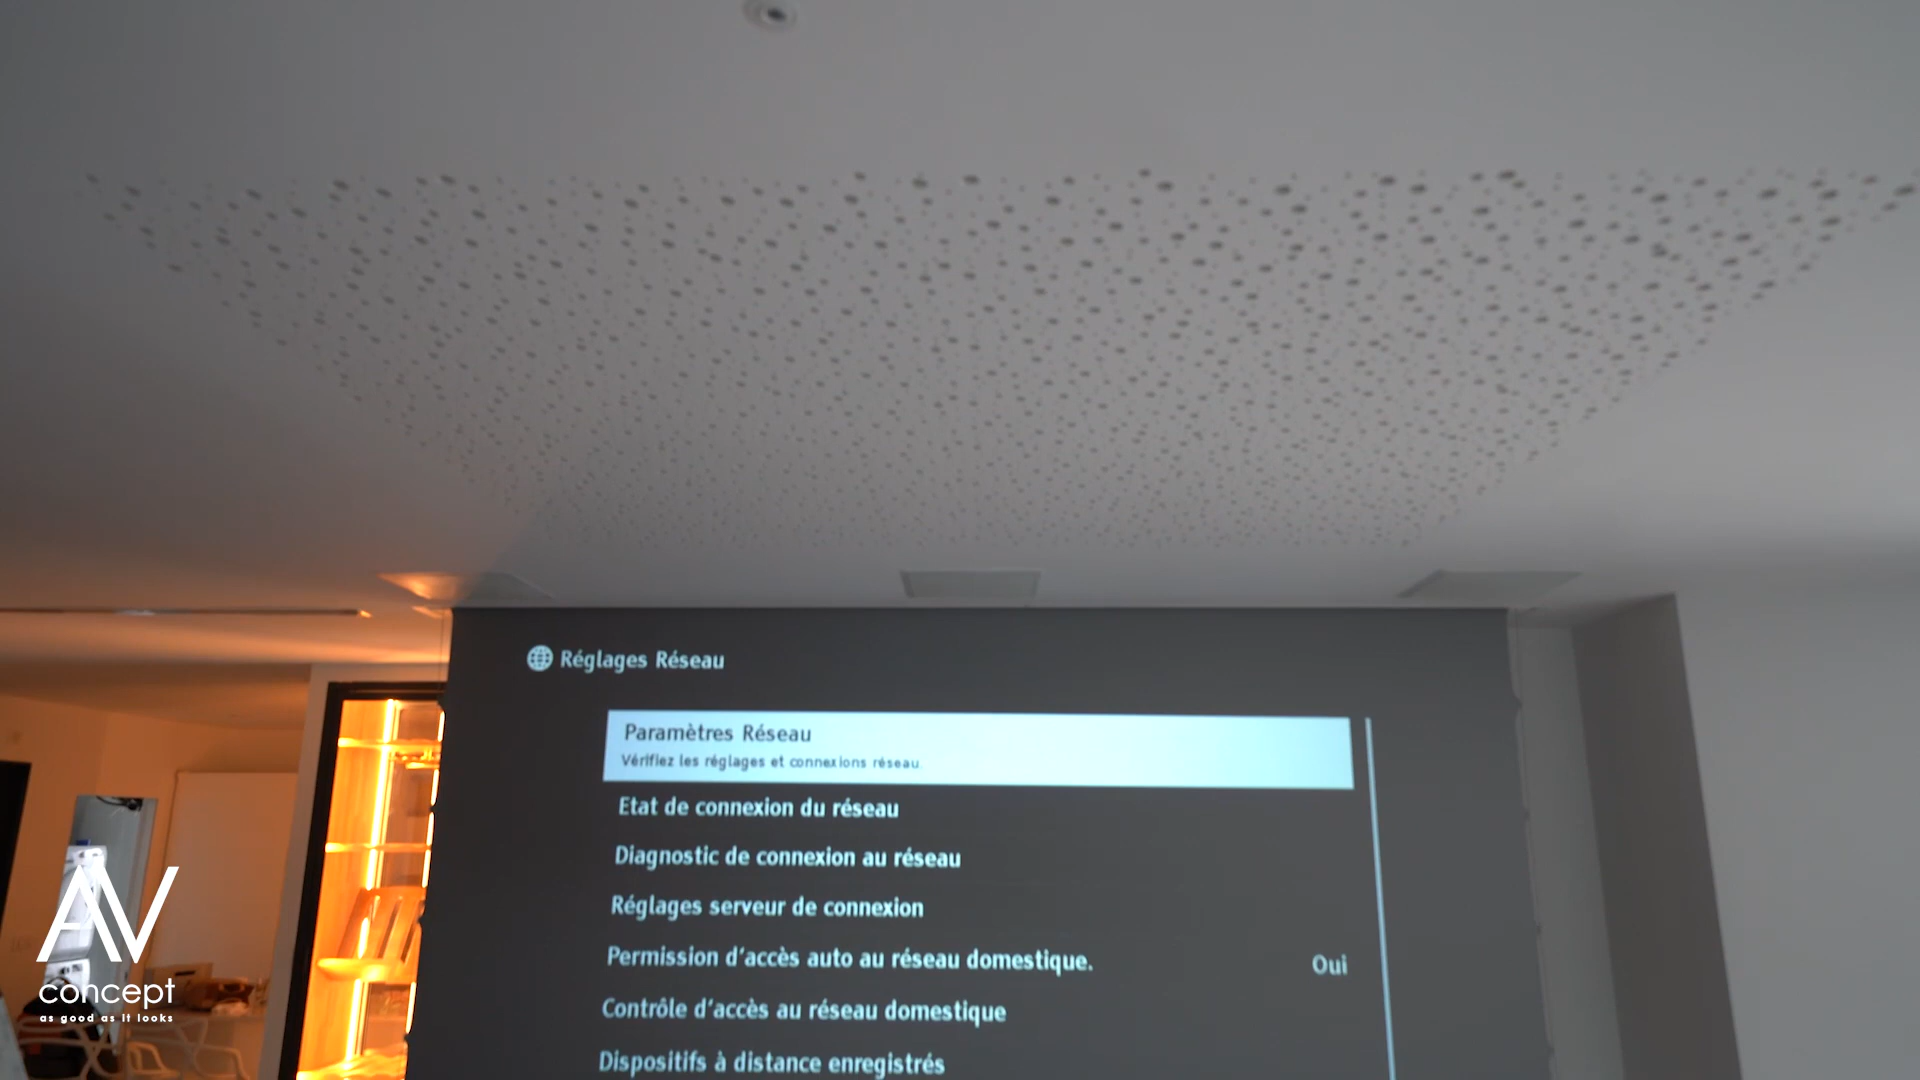 Réglages Réseau
Paramètres Réseau
Vérifiez les réglages et connexions réseau.
Etat de connexion du réseau
Diagnostic de connexion au réseau
Réglages serveur de connexion
Permission d'accès auto au réseau domestique. Oui
Contrôle d'accès au réseau domestique
Dispositifs à distance enregistrés
AV
concept
as good as it looks